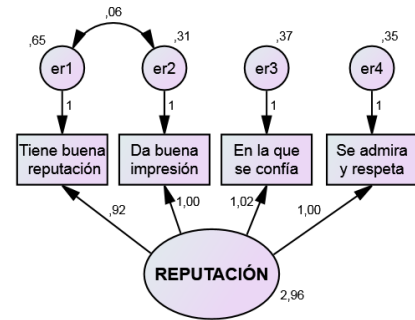 ,06
,65
,31
,37
,35
er1
er2
er3
er4
1
1
1
1
Tiene buena
reputación
Da buena
impresión
En la que
se confía
Se admira
y respeta
,92
1,00
1,02
1,00
REPUTACIÓN
2,96